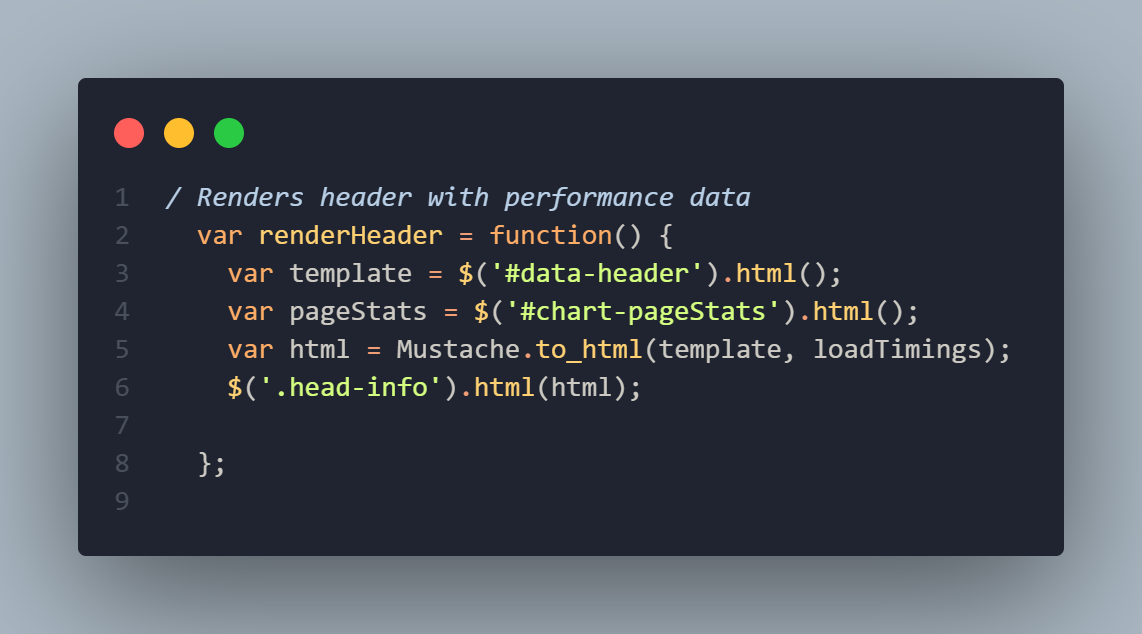 1 / Renders header with performance data
2   var renderHeader = function() {
3     var template = $('#data-header').html();
4     var pageStats = $('#chart-pageStats').html();
5     var html = Mustache.to_html(template, loadTimings);
6     $('.head-info').html(html);
7
8   };
9